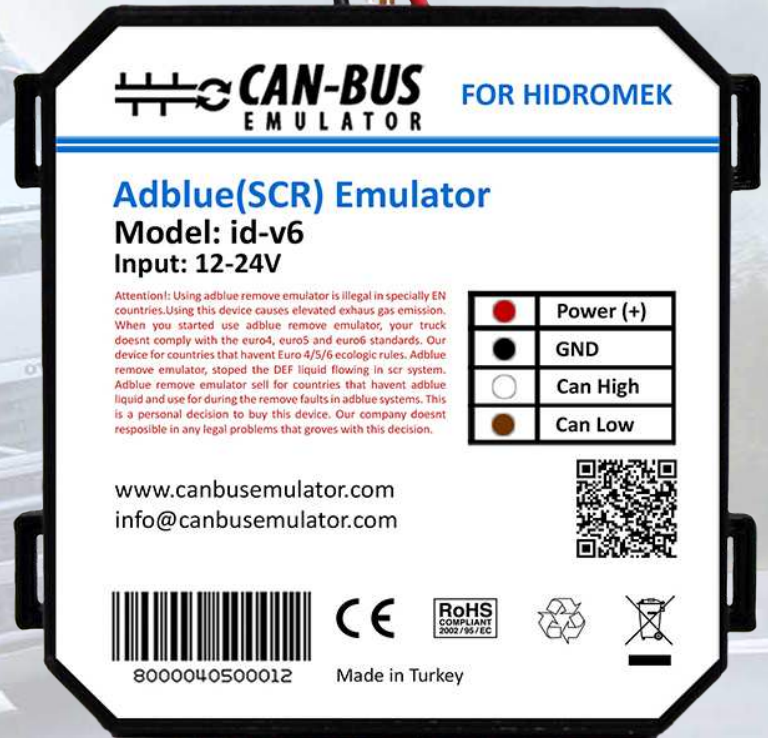 CAN-BUS
EMULATOR
FOR HIDROMEK
Adblue(SCR) Emulator
Model: id-v6
Input: 12-24V
Attention!: Using adblue remove emulator is illegal in specially EN
countries.Using this device causes elevated exhaus gas emission.
When you started use adblue remove emulator, your truck
doesnt comply with the euro4, euro5 and euro6 standards. Our
device for countries that havent Euro 4/5/6 ecologic rules. Adblue
remove emulator, stoped the DEF liquid flowing in scr system.
Adblue remove emulator sell for countries that havent adblue
liquid and use for during the remove faults in adblue systems. This
is a personal decision to buy this device. Our company doesnt
resposible in any legal problems that groves with this decision.
Power (+)
GND
Can High
Can Low
www.canbusemulator.com
info@canbusemulator.com
8000040500012
CE
RoHS
COMPLIANT
2002/95/EC
Made in Turkey